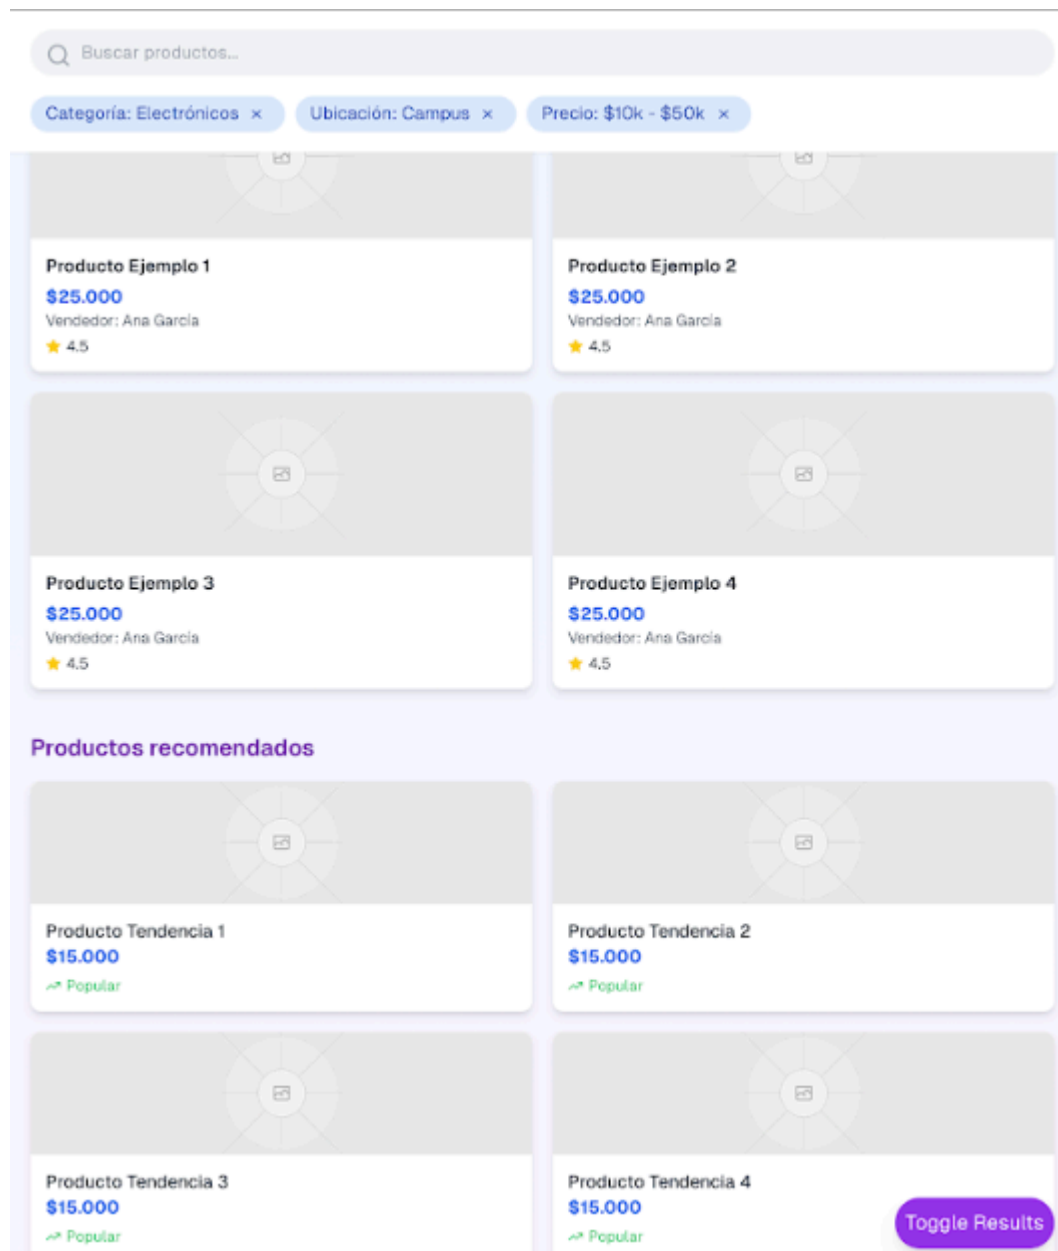 Buscar productos...
Categoría: Electrónicos × Ubicación: Campus × Precio: $10k - $50k ×
Producto Ejemplo 1
$25.000
Vendedor: Ana García
4.5
Producto Ejemplo 2
$25.000
Vendedor: Ana García
4.5
Producto Ejemplo 3
$25.000
Vendedor: Ana García
4.5
Producto Ejemplo 4
$25.000
Vendedor: Ana García
4.5
Productos recomendados
Producto Tendencia 1
$15.000
Popular
Producto Tendencia 2
$15.000
Popular
Producto Tendencia 3
$15.000
Popular
Producto Tendencia 4
$15.000
Popular
Toggle Results